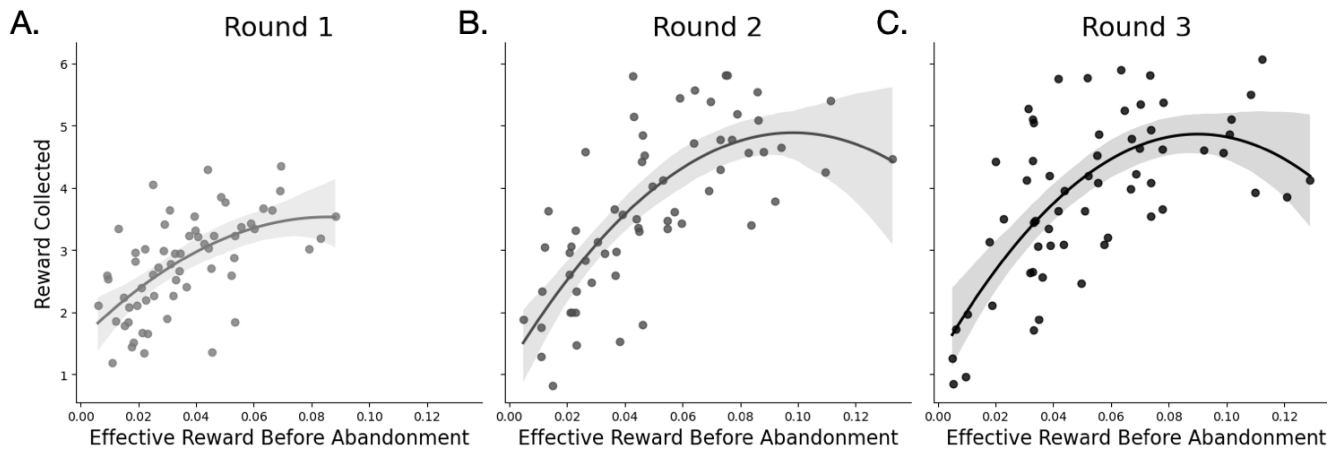 A. Round 1 B. Round 2 C. Round 3
Reward Collected
6
5
4
3
2
1
0.00 0.02 0.04 0.06 0.08 0.10 0.12
0.00 0.02 0.04 0.06 0.08 0.10 0.12
0.00 0.02 0.04 0.06 0.08 0.10 0.12
Effective Reward Before Abandonment
Effective Reward Before Abandonment
Effective Reward Before Abandonment